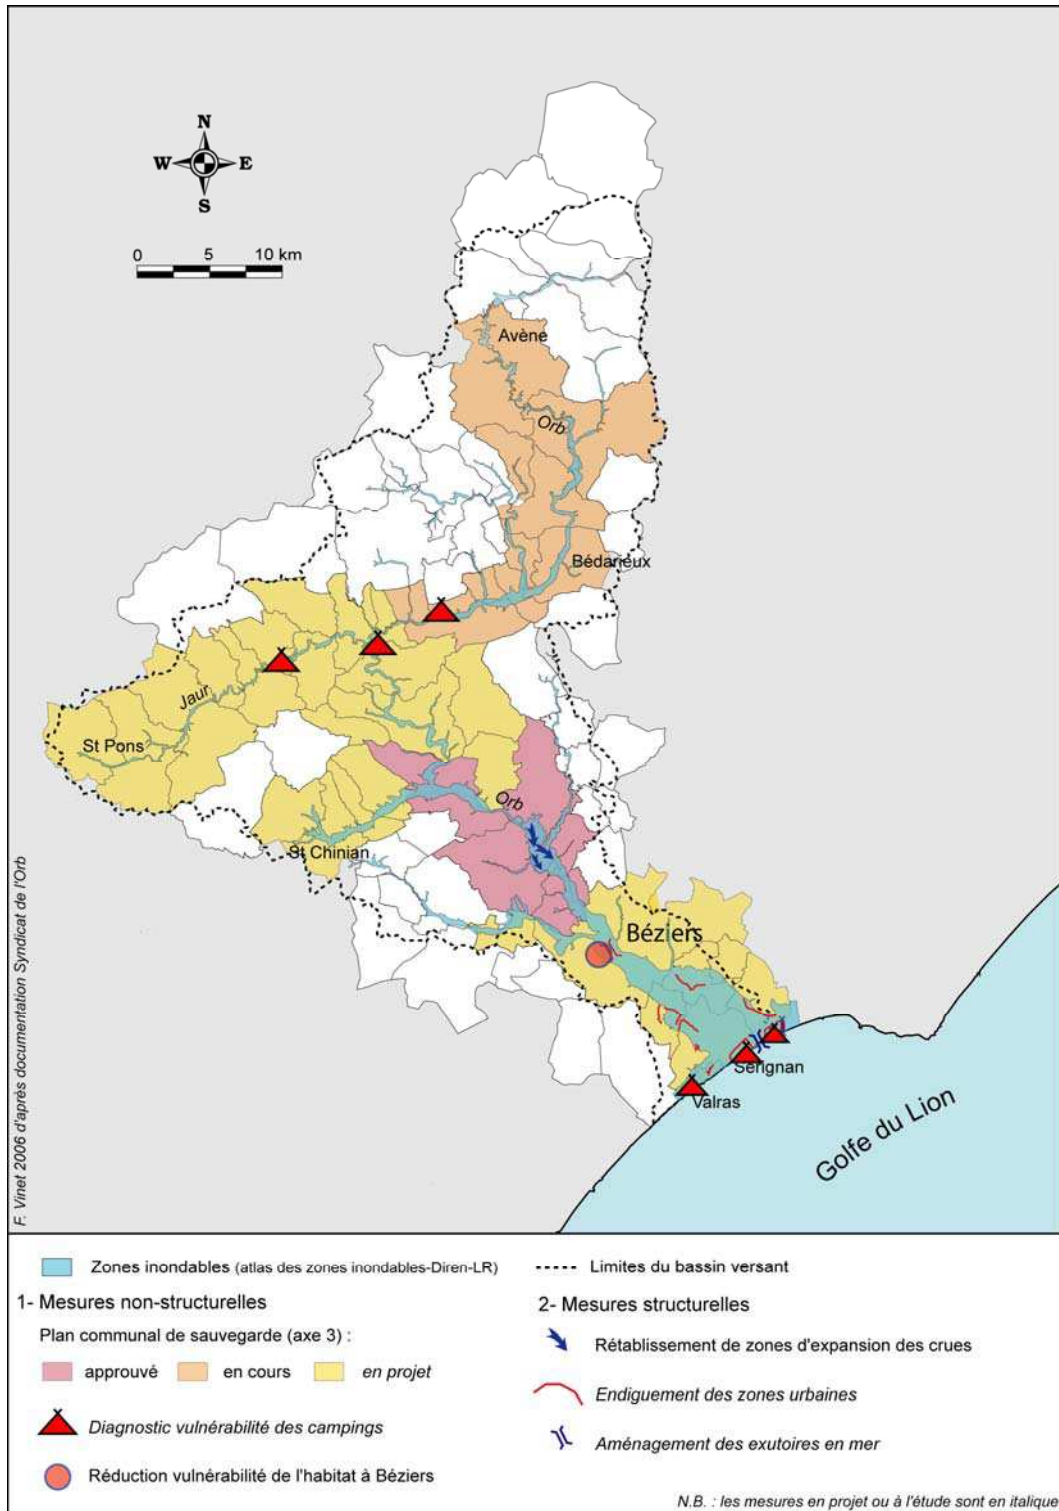 N
W E
S
0 5 10 km
Avène
Orb
Bédarieux
Jaur
St Pons
Orb
St Chinian
Béziers
Sérignan
Valras
Golfe du Lion
F. Vinet 2006 d'après documentation Syndicat de l'Orb
Zones inondables (atlas des zones inondables-Diren-LR)
Limites du bassin versant
1- Mesures non-structurelles
Plan communal de sauvegarde (axe 3) :
approuvé en cours en projet
Diagnostic vulnérabilité des campings
Réduction vulnérabilité de l'habitat à Béziers
2- Mesures structurelles
Rétablissement de zones d'expansion des crues
Endiguement des zones urbaines
Aménagement des exutoires en mer
N.B. : les mesures en projet ou à l'étude sont en italique